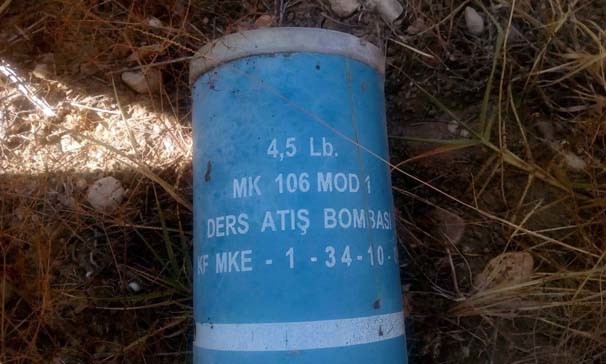 4,5 Lb.
MK 106 MOD 1
DERS ATIŞ BOMBASI
KF MKE - 1 - 34-10-